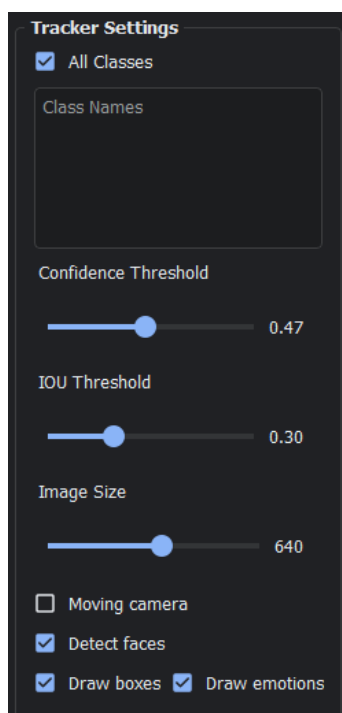 Tracker Settings
All Classes
Class Names
Confidence Threshold
0.47
IOU Threshold
0.30
Image Size
640
Moving camera
Detect faces
Draw boxes Draw emotions